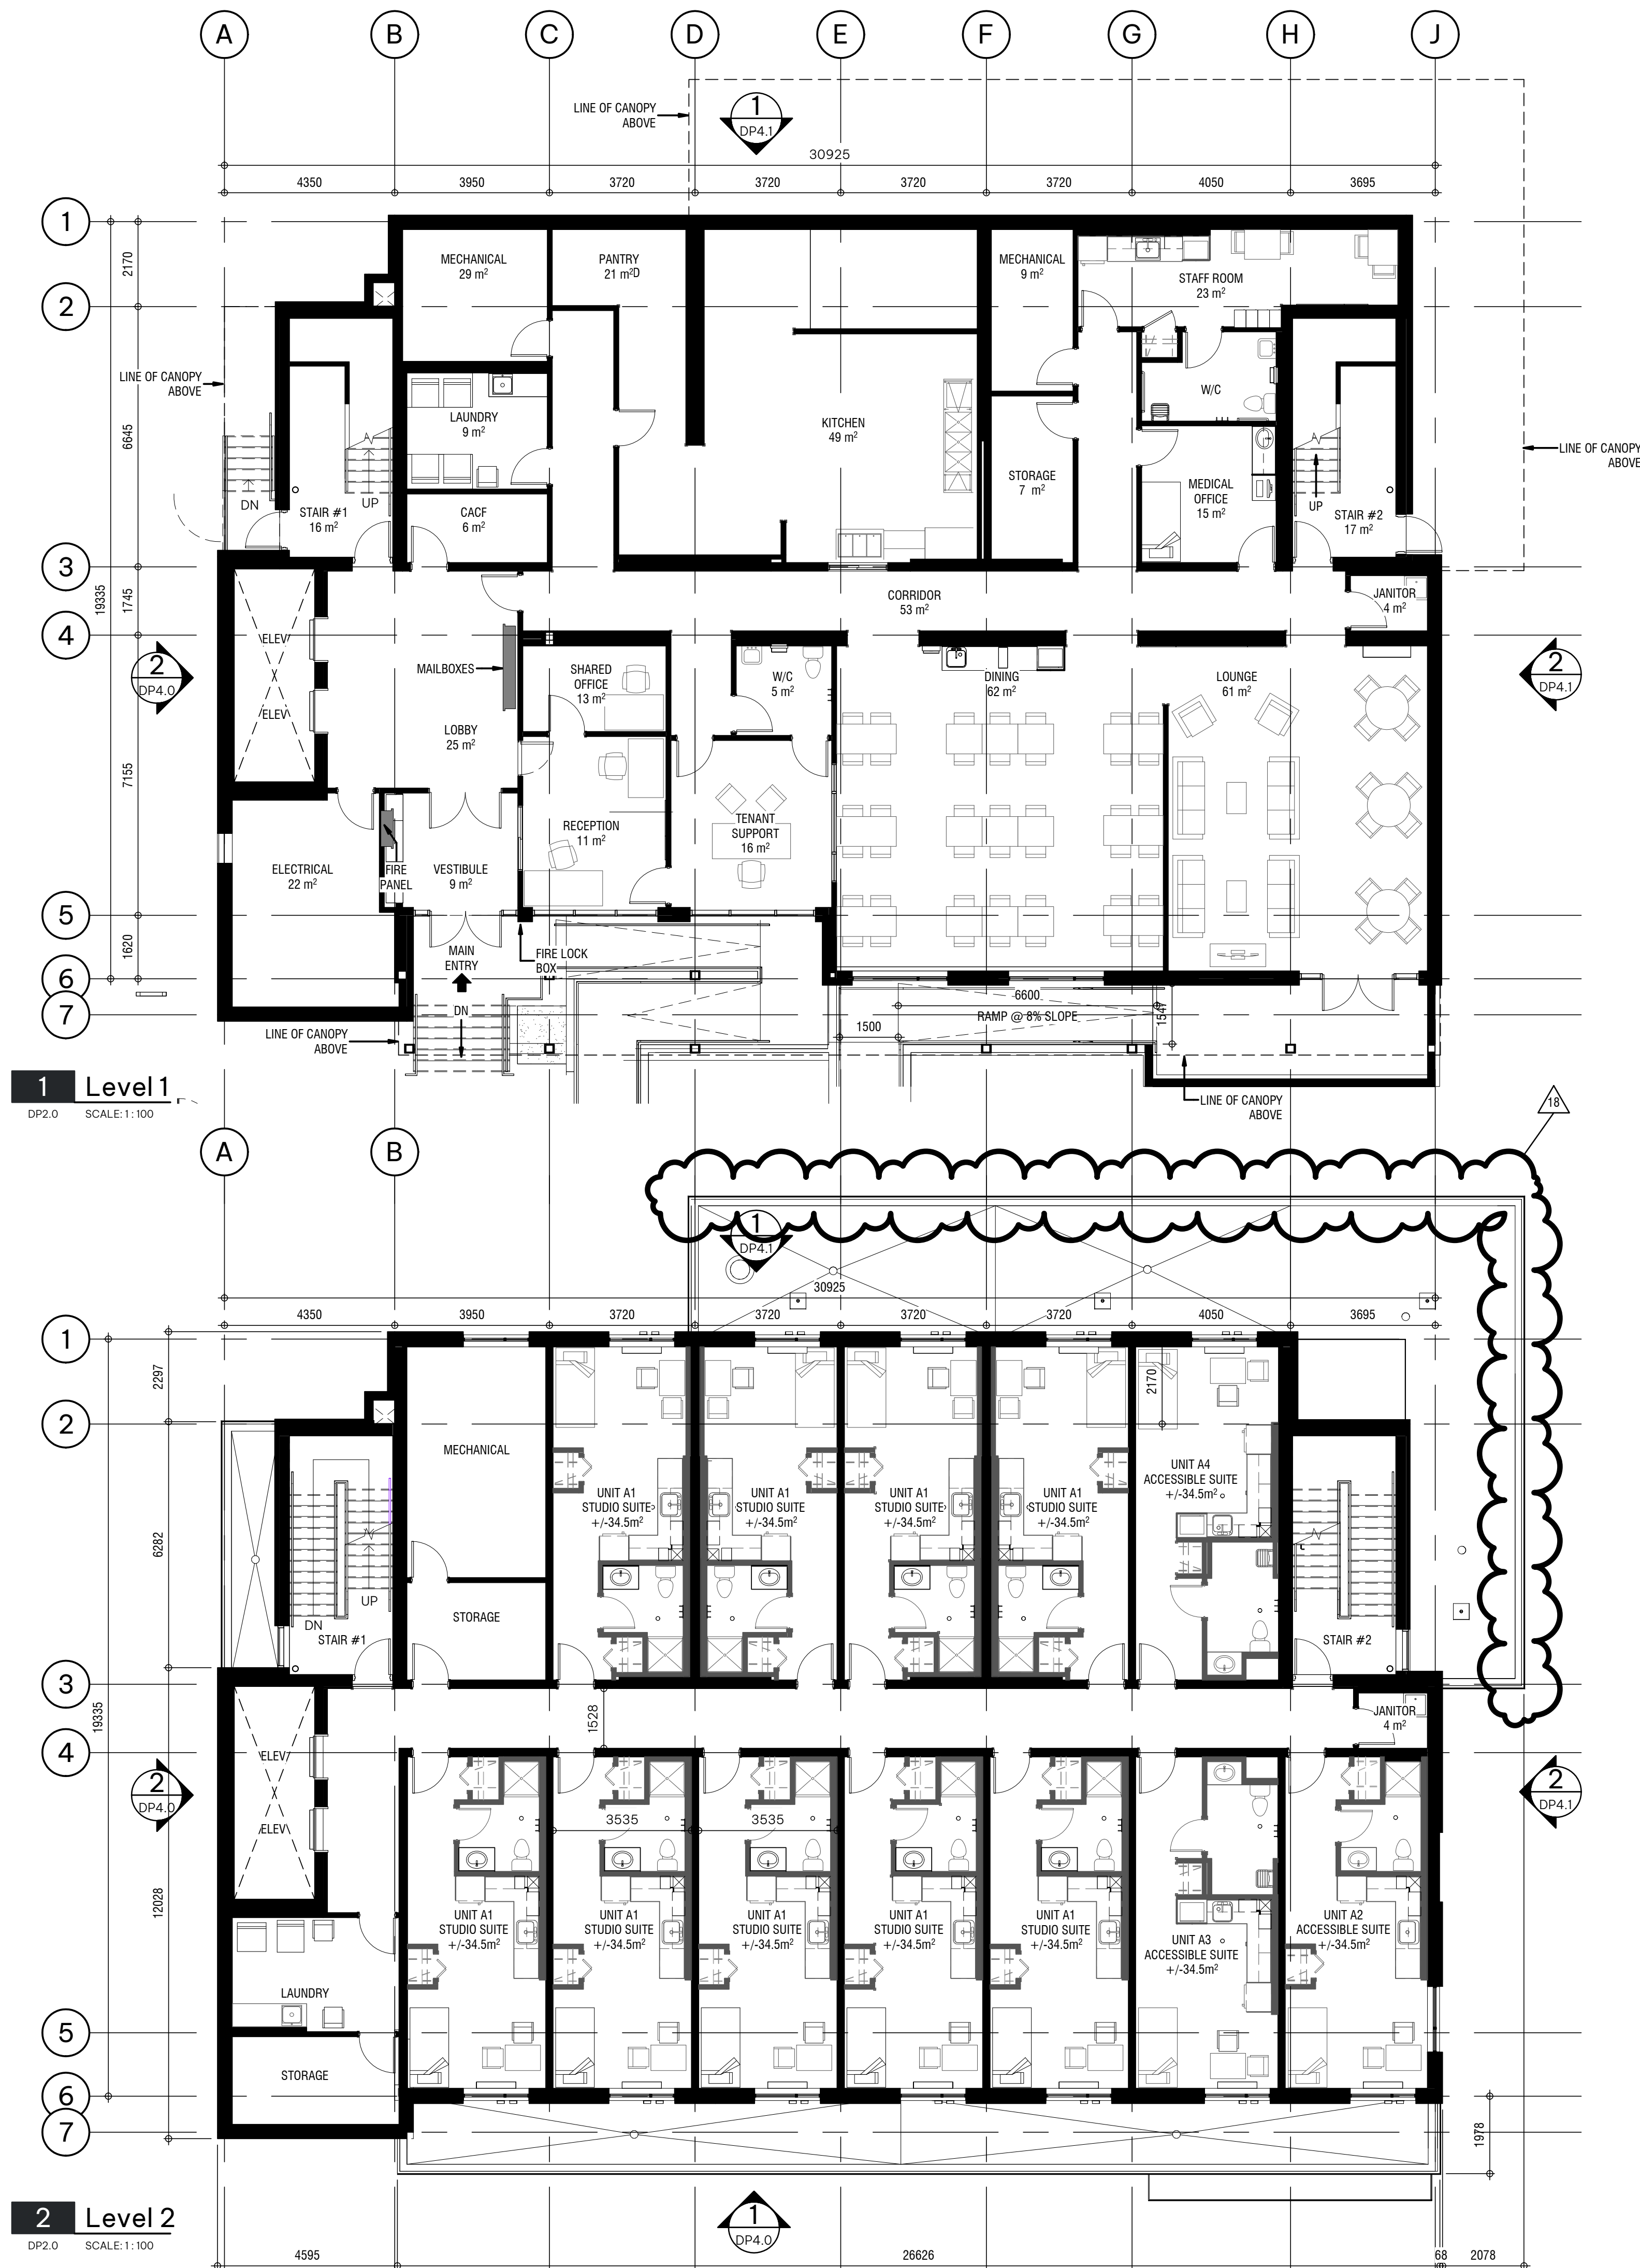 A B C D E F G H J
LINE OF CANOPY
ABOVE
1
DP4.1
30925
4350 3950 3720 3720 3720 3720 4050 3695
1
2
3
4
5
6
7
2170
6645
1745
7155
1620
19335
MECHANICAL
29 m²
PANTRY
21 m²D
MECHANICAL
9 m²
STAFF ROOM
23 m²
LINE OF CANOPY
ABOVE
LAUNDRY
9 m²
KITCHEN
49 m²
W/C
LINE OF CANOPY
ABOVE
STORAGE
7 m²
MEDICAL
OFFICE
15 m²
DN
STAIR #1
16 m²
UP
CACF
6 m²
UP
STAIR #2
17 m²
CORRIDOR
53 m²
JANITOR
4 m²
2
DP4.0
ELEV
ELEV
MAILBOXES
LOBBY
25 m²
SHARED
OFFICE
13 m²
W/C
5 m²
DINING
62 m²
LOUNGE
61 m²
2
DP4.1
RECEPTION
11 m²
TENANT
SUPPORT
16 m²
ELECTRICAL
22 m²
FIRE
PANEL
VESTIBULE
9 m²
MAIN
ENTRY
FIRE LOCK
BOX
DN
LINE OF CANOPY
ABOVE
6600
RAMP @ 8% SLOPE
1500
1547
LINE OF CANOPY
ABOVE
1 Level 1
DP2.0 SCALE: 1 : 100
18
A B
1
DP4.1
30925
4350 3950 3720 3720 3720 3720 4050 3695
1
2
3
4
5
6
7
2297
6282
12028
19335
2170
MECHANICAL
UNIT A1
STUDIO SUITE
+/-34.5m²
UNIT A1
STUDIO SUITE
+/-34.5m²
UNIT A1
STUDIO SUITE
+/-34.5m²
UNIT A1
STUDIO SUITE
+/-34.5m²
UNIT A4
ACCESSIBLE SUITE
+/-34.5m²
UP
DN
STAIR #1
STORAGE
STAIR #2
1528
JANITOR
4 m²
2
DP4.0
ELEV
ELEV
2
DP4.1
3535 3535
UNIT A1
STUDIO SUITE
+/-34.5m²
UNIT A1
STUDIO SUITE
+/-34.5m²
UNIT A1
STUDIO SUITE
+/-34.5m²
UNIT A1
STUDIO SUITE
+/-34.5m²
UNIT A1
STUDIO SUITE
+/-34.5m²
UNIT A3
ACCESSIBLE SUITE
+/-34.5m²
UNIT A2
ACCESSIBLE SUITE
+/-34.5m²
LAUNDRY
STORAGE
1978
2 Level 2
DP2.0 SCALE: 1 : 100
1
DP4.0
4595 26626 68 2078